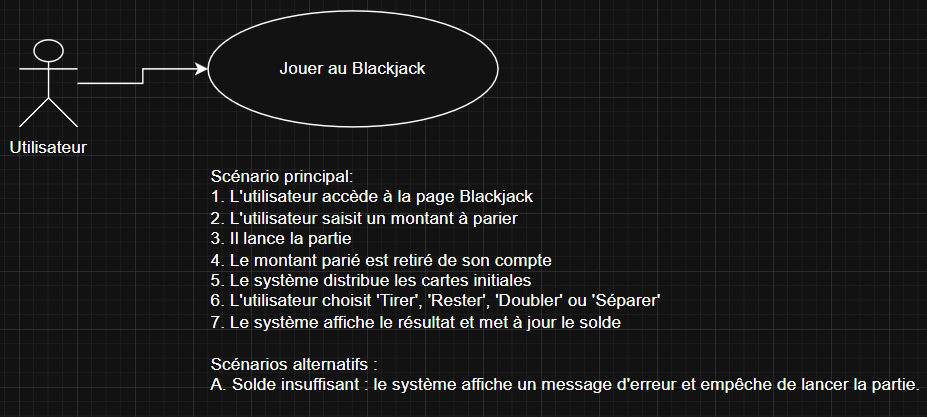 Jouer au Blackjack
Utilisateur
Scénario principal:
1. L'utilisateur accède à la page Blackjack
2. L'utilisateur saisit un montant à parier
3. Il lance la partie
4. Le montant parié est retiré de son compte
5. Le système distribue les cartes initiales
6. L'utilisateur choisit 'Tirer', 'Rester', 'Doubler' ou 'Séparer'
7. Le système affiche le résultat et met à jour le solde
Scénarios alternatifs :
A. Solde insuffisant : le système affiche un message d'erreur et empêche de lancer la partie.